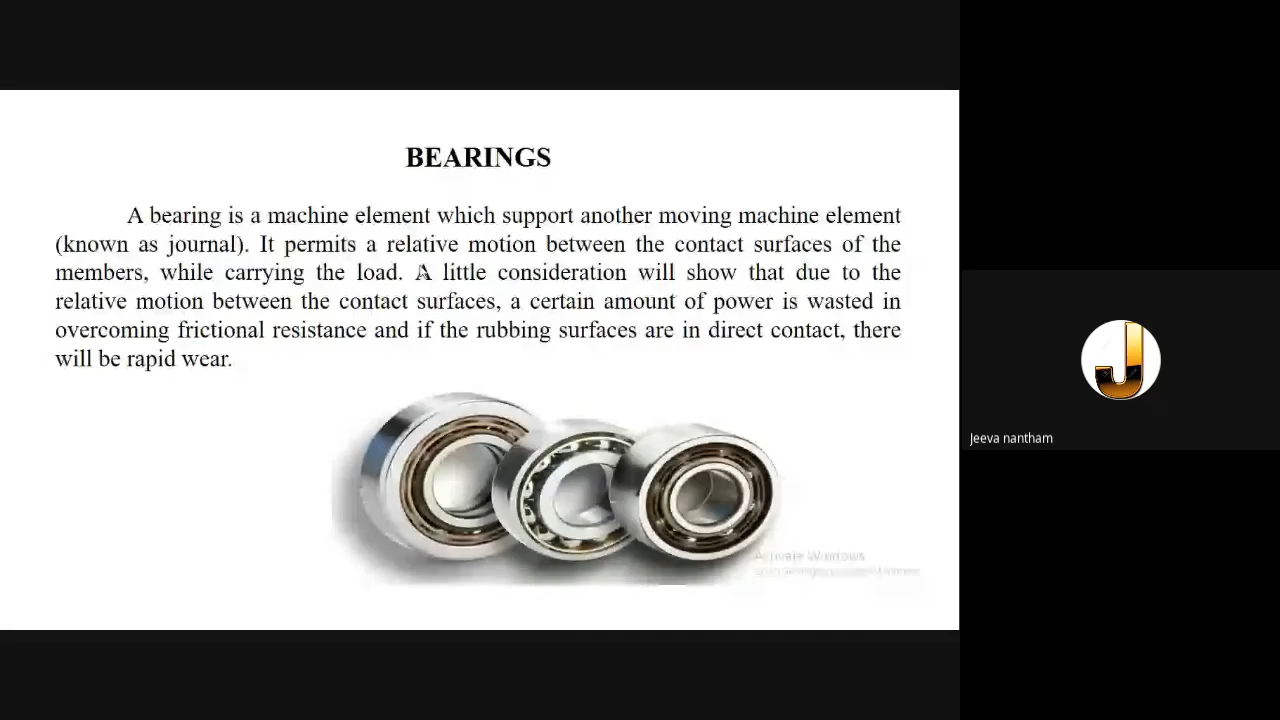 BEARINGS
A bearing is a machine element which support another moving machine element
(known as journal). It permits a relative motion between the contact surfaces of the
members, while carrying the load. A little consideration will show that due to the
relative motion between the contact surfaces, a certain amount of power is wasted in
overcoming frictional resistance and if the rubbing surfaces are in direct contact, there
will be rapid wear.
Activate Windows
Jeeva nantham